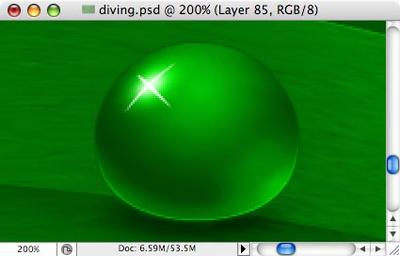 diving.psd @ 200% (Layer 85, RGB/8)
200%
Doc: 6.59M/53.5M